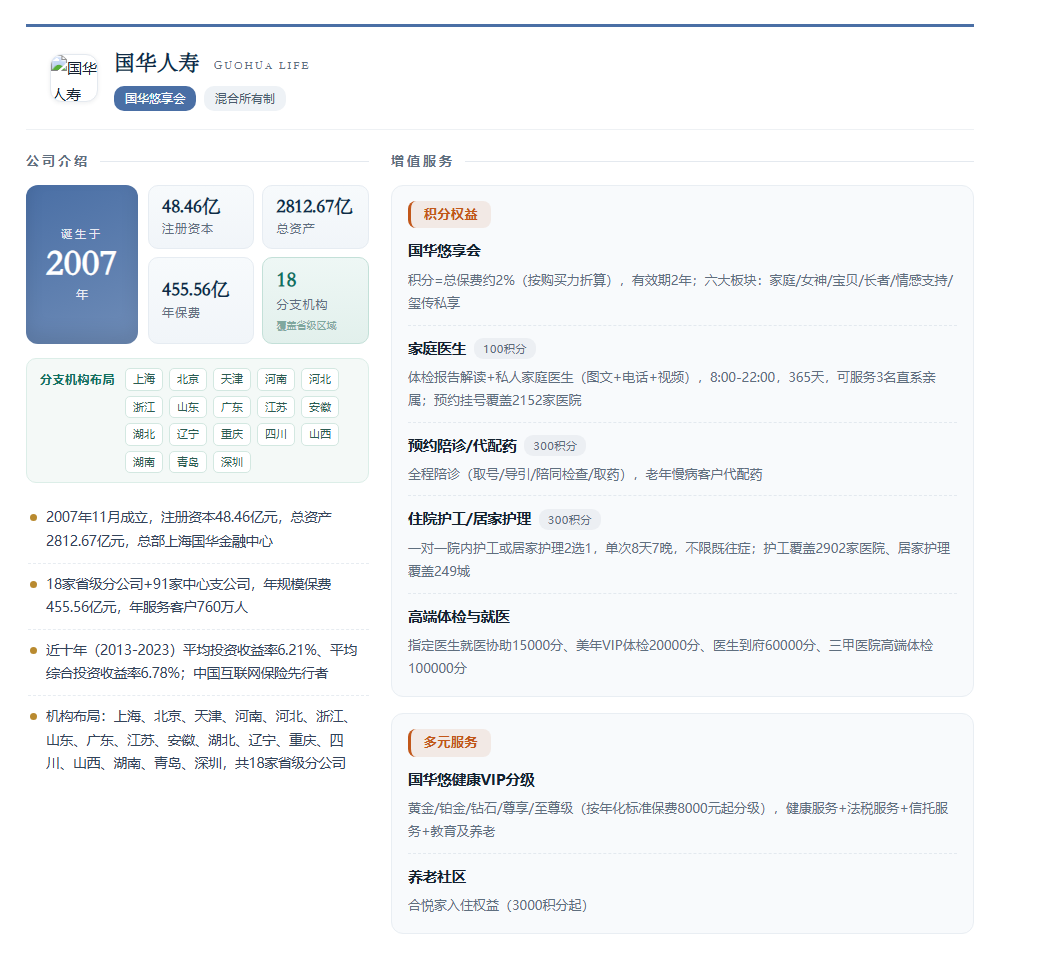 国华人寿
国华人寿 GUOHUA LIFE
国华悠享会 混合所有制
公司介绍
诞生于
2007
年
48.46亿
注册资本
2812.67亿
总资产
455.56亿
年保费
18
分支机构
覆盖省级区域
分支机构布局 上海 北京 天津 河南 河北
浙江 山东 广东 江苏 安徽
湖北 辽宁 重庆 四川 山西
湖南 青岛 深圳
2007年11月成立，注册资本48.46亿元，总资产
2812.67亿元，总部上海国华金融中心
18家省级分公司+91家中心支公司，年规模保费
455.56亿元，年服务客户760万人
近十年（2013-2023）平均投资收益率6.21%、平均
综合投资收益率6.78%；中国互联网保险先行者
机构布局：上海、北京、天津、河南、河北、浙江、
山东、广东、江苏、安徽、湖北、辽宁、重庆、四
川、山西、湖南、青岛、深圳，共18家省级分公司
增值服务
积分权益
国华悠享会
积分=总保费约2%（按购买力折算），有效期2年；六大板块：家庭/女神/宝贝/长者/情感支持/
玺传私享
家庭医生 100积分
体检报告解读+私人家庭医生（图文+电话+视频），8:00-22:00，365天，可服务3名直系亲
属；预约挂号覆盖2152家医院
预约陪诊/代配药 300积分
全程陪诊（取号/导引/陪同检查/取药），老年慢病客户代配药
住院护工/居家护理 300积分
一对一院内护工或居家护理2选1，单次8天7晚，不限既往症；护工覆盖2902家医院、居家护理
覆盖249城
高端体检与就医
指定医生就医协助15000分、美年VIP体检20000分、医生到府60000分、三甲医院高端体检
100000分
多元服务
国华悠健康VIP分级
黄金/铂金/钻石/尊享/至尊级（按年化标准保费8000元起分级），健康服务+法税服务+信托服
务+教育及养老
养老社区
合悦家入住权益（3000积分起）